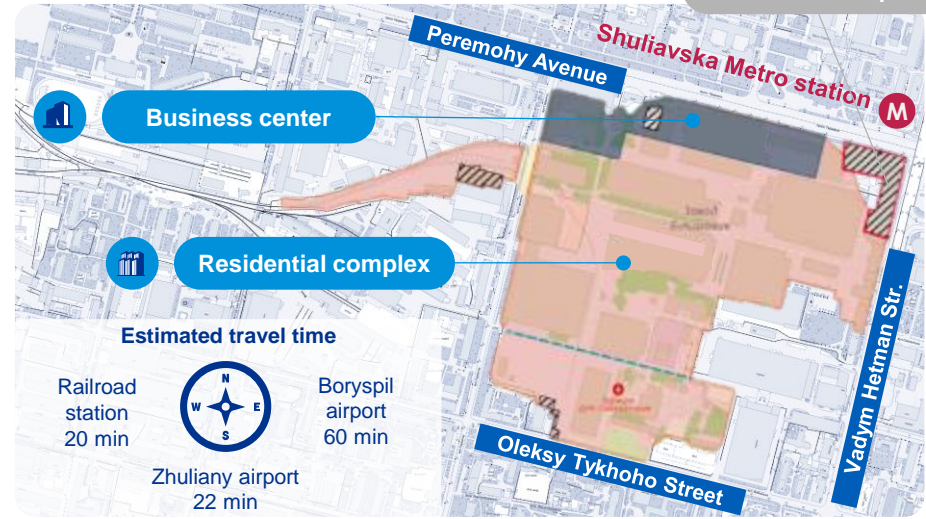 Peremohy Avenue
Shuliavska Metro station
M
Business center
Residential complex
Vadym Hetman Str.
Estimated travel time
Railroad
station
20 min
N
W
E
S
Boryspil
airport
60 min
Zhuliany airport
22 min
Oleksy Tykhoho Street